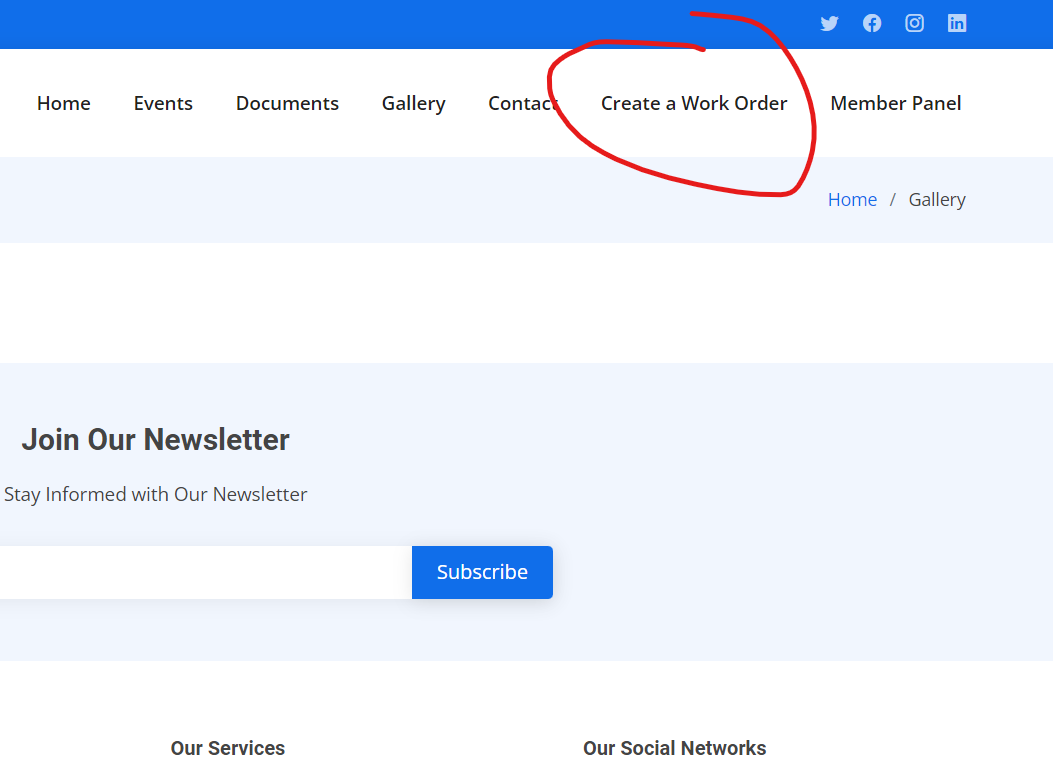 Home Events Documents Gallery Contact Create a Work Order Member Panel
Home / Gallery
Join Our Newsletter
Stay Informed with Our Newsletter
Subscribe
Our Services Our Social Networks